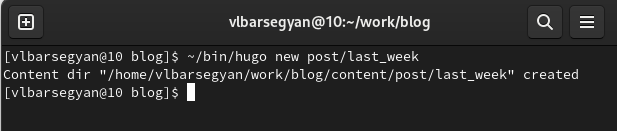 vlbarsegyan@10:~/work/blog
[vlbarsegyan@10 blog]$ ~/bin/hugo new post/last_week
Content dir "/home/vlbarsegyan/work/blog/content/post/last_week" created
[vlbarsegyan@10 blog]$